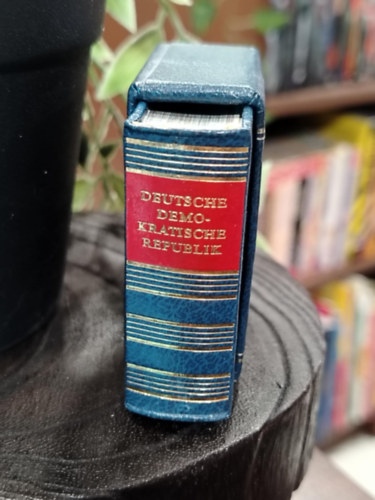 DEUTSCHE
DEMO-
KRATISCHE
REPUBLIK